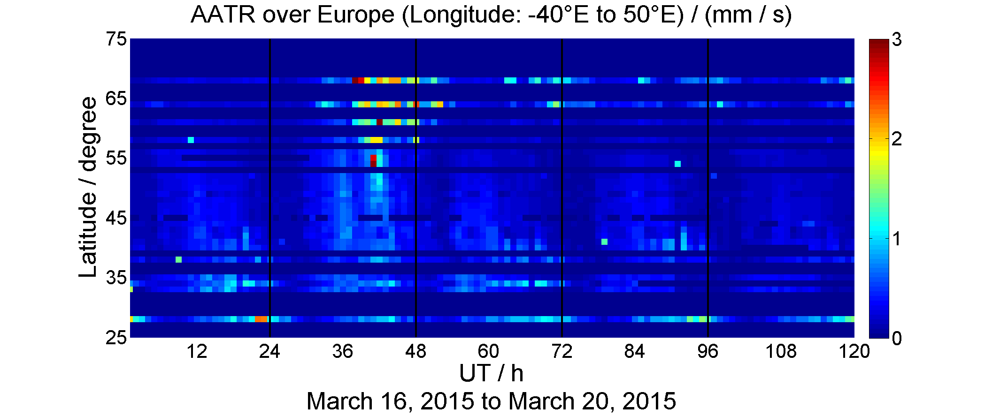 AATR over Europe (Longitude: -40°E to 50°E) / (mm / s)
75
65
55
45
35
25
Latitude / degree
3
2
1
0
12 24 36 48 60 72 84 96 108 120
UT / h
March 16, 2015 to March 20, 2015